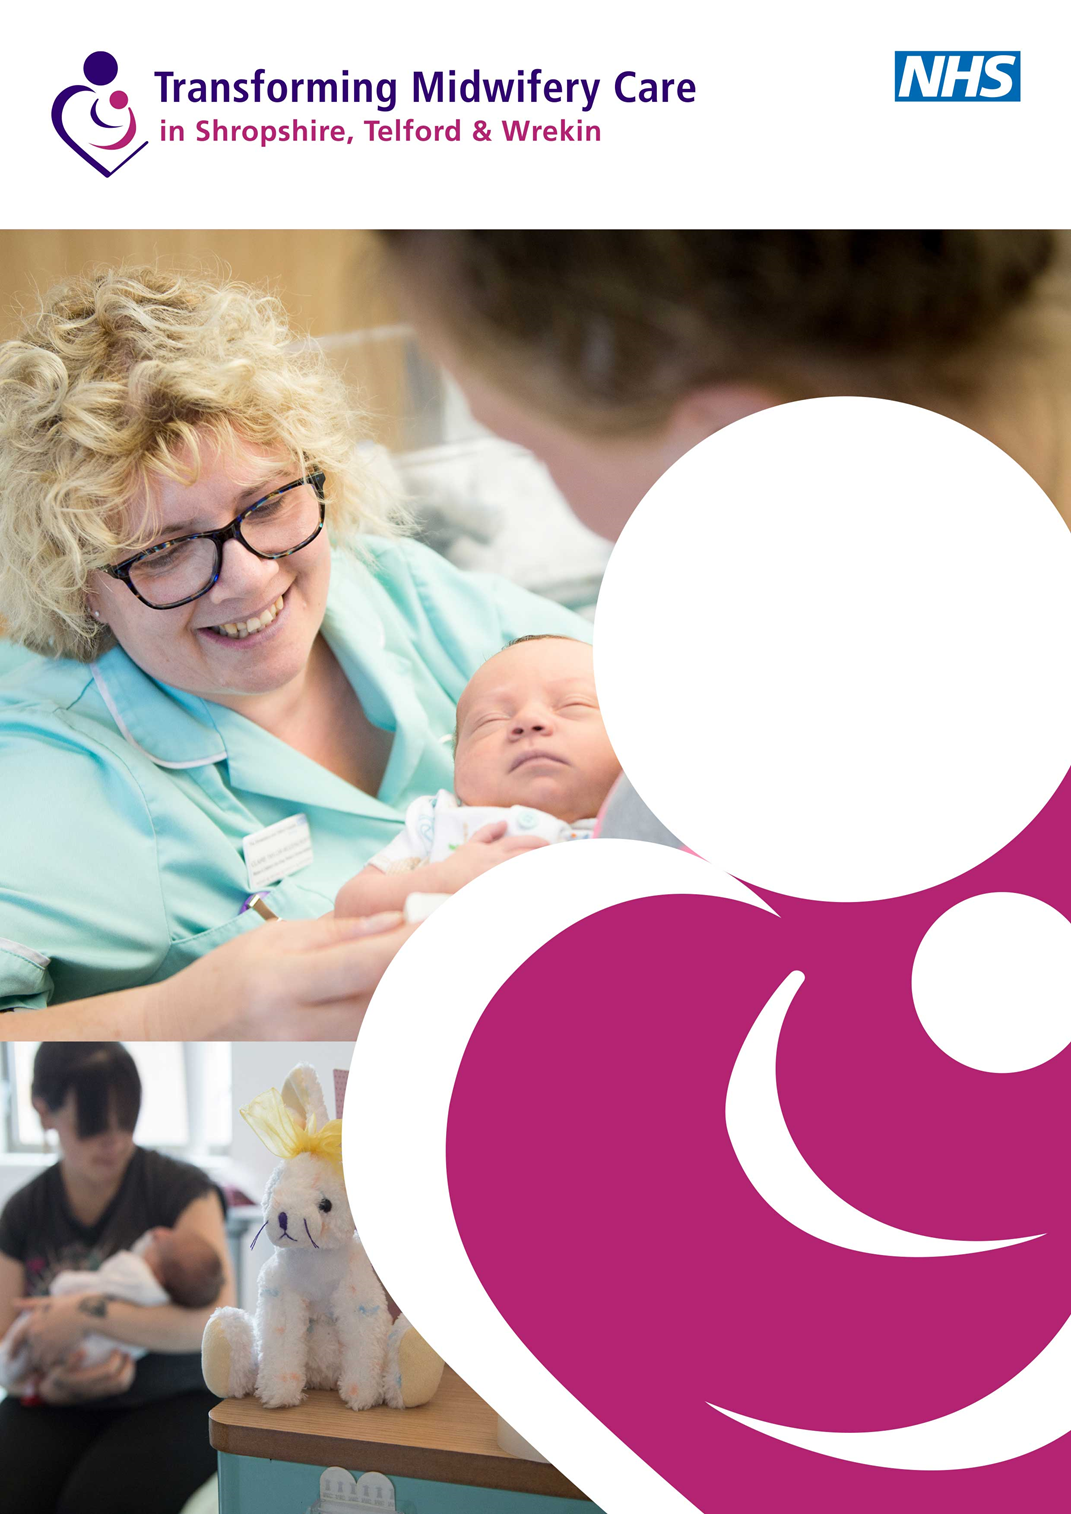 Transforming Midwifery Care
in Shropshire, Telford & Wrekin
NHS